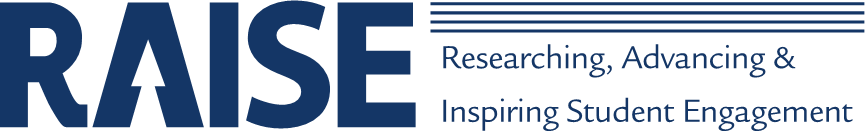 RAISE
Researching, Advancing &
Inspiring Student Engagement